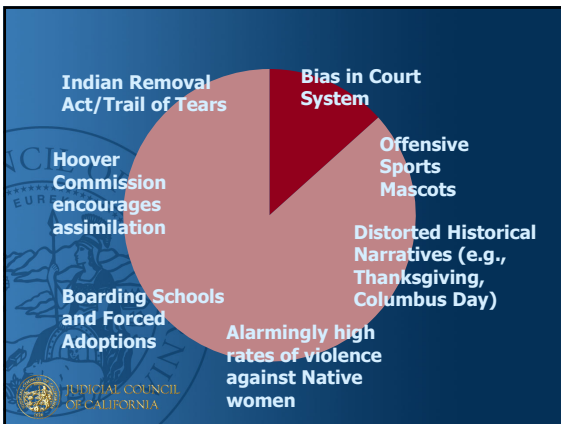 Indian Removal
Act/Trail of Tears
Bias in Court
System
Offensive
Sports
Mascots
Hoover
Commission
encourages
assimilation
Distorted Historical
Narratives (e.g.,
Thanksgiving,
Columbus Day)
Boarding Schools
and Forced
Adoptions
Alarmingly high
rates of violence
against Native
women
JUDICIAL COUNCIL
OF CALIFORNIA